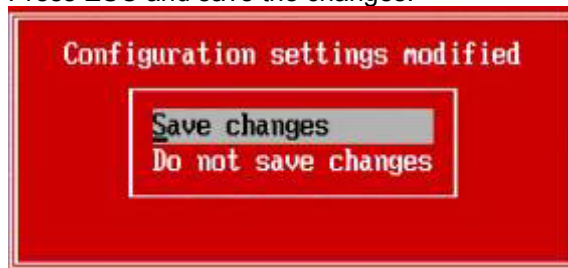 Press ESC and save the changes.
Configuration settings modified
Save changes
Do not save changes